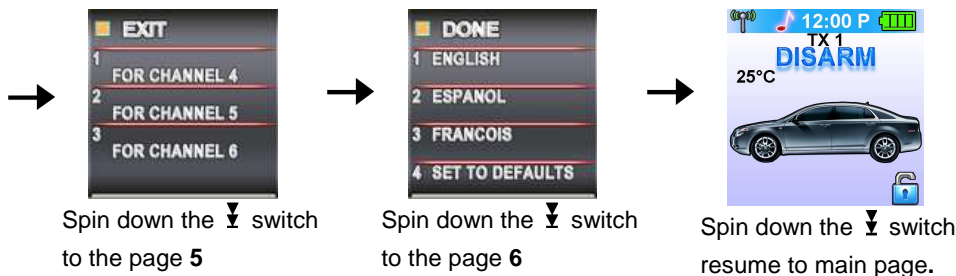 EXIT
1
FOR CHANNEL 4
2
FOR CHANNEL 5
3
FOR CHANNEL 6
Spin down the switch
to the page 5
DONE
1 ENGLISH
2 ESPANOL
3 FRANCOIS
4 SET TO DEFAULTS
Spin down the switch
to the page 6
12:00 P
TX 1
DISARM
25°C
Spin down the switch
resume to main page.